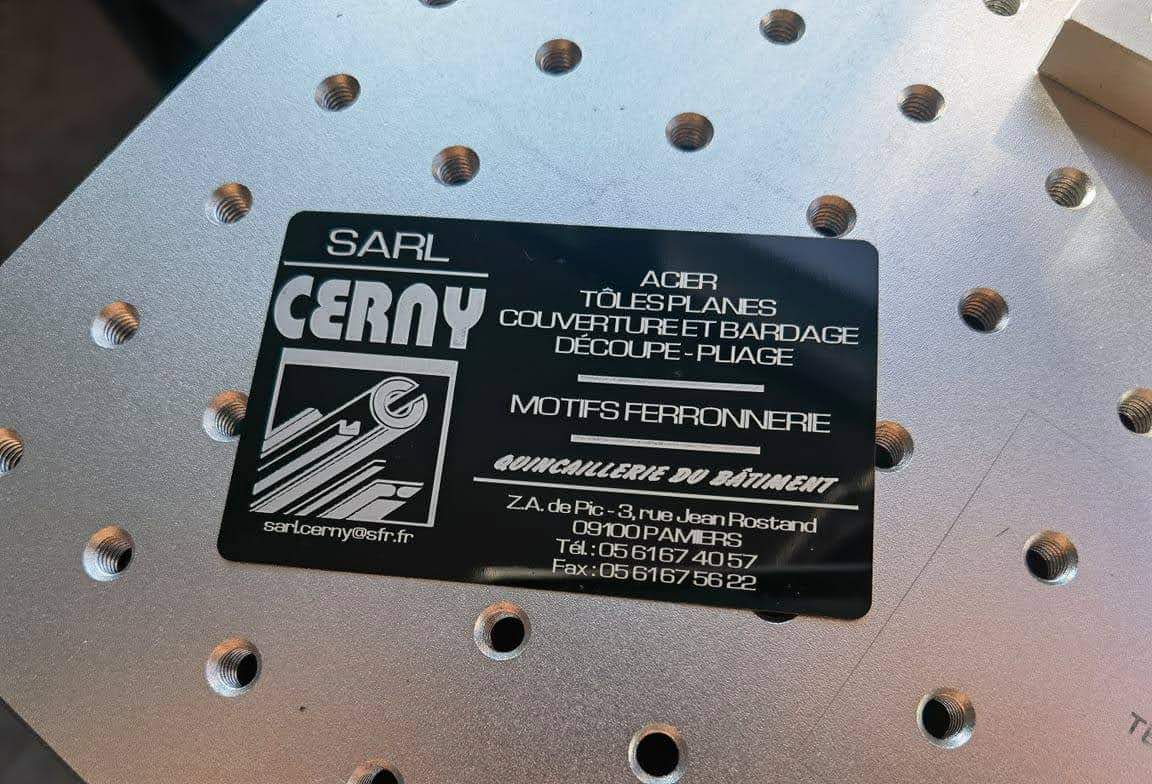 SARL
CERNY
sarl.cerny@sfr.fr
ACIER
TÔLES PLANES
COUVERTURE ET BARDAGE
DÉCOUPE - PLIAGE
MOTIFS FERRONNERIE
QUINCAILLERIE DU BÂTIMENT
Z.A. de Pic - 3, rue Jean Rostand
09100 PAMIERS
Tél. : 05 61 67 40 57
Fax : 05 61 67 56 22